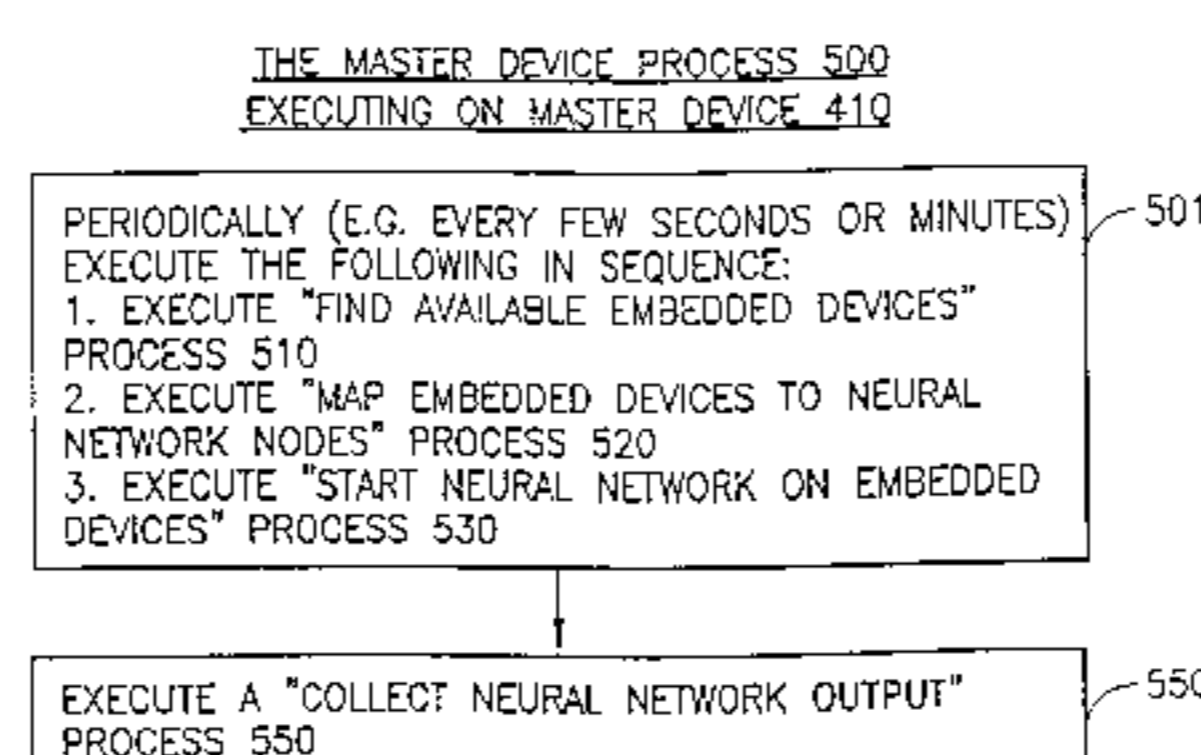 THE MASTER DEVICE PROCESS 500
EXECUTING ON MASTER DEVICE 410
PERIODICALLY (E.G. EVERY FEW SECONDS OR MINUTES)
EXECUTE THE FOLLOWING IN SEQUENCE:
1. EXECUTE "FIND AVAILABLE EMBEDDED DEVICES"
PROCESS 510
2. EXECUTE "MAP EMBEDDED DEVICES TO NEURAL
NETWORK NODES" PROCESS 520
3. EXECUTE "START NEURAL NETWORK ON EMBEDDED
DEVICES" PROCESS 530
501
EXECUTE A "COLLECT NEURAL NETWORK OUTPUT"
PROCESS 550
550